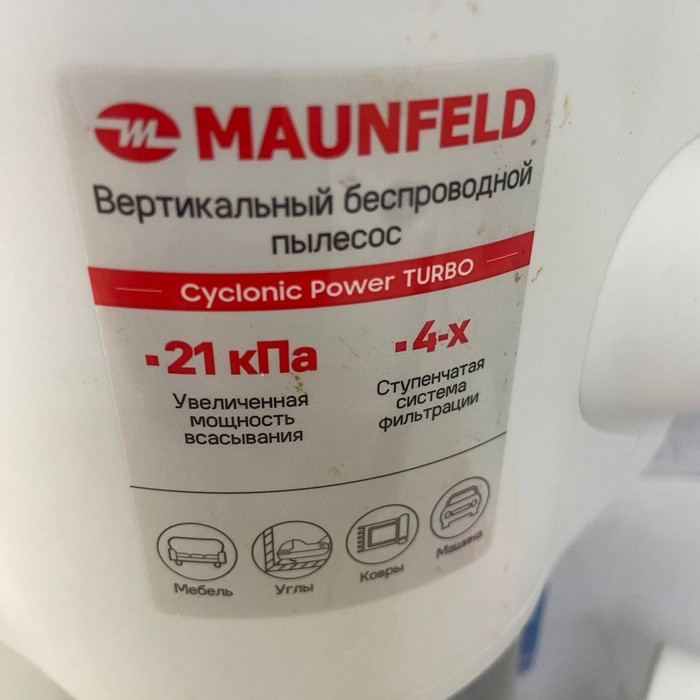 MAUNFELD
Вертикальный беспроводной
пылесос
Cyclonic Power TURBO
21 кПа
Увеличенная
мощность
всасывания
4-х
Ступенчатая
система
фильтрации
Мебель
Углы
Ковры
Машина